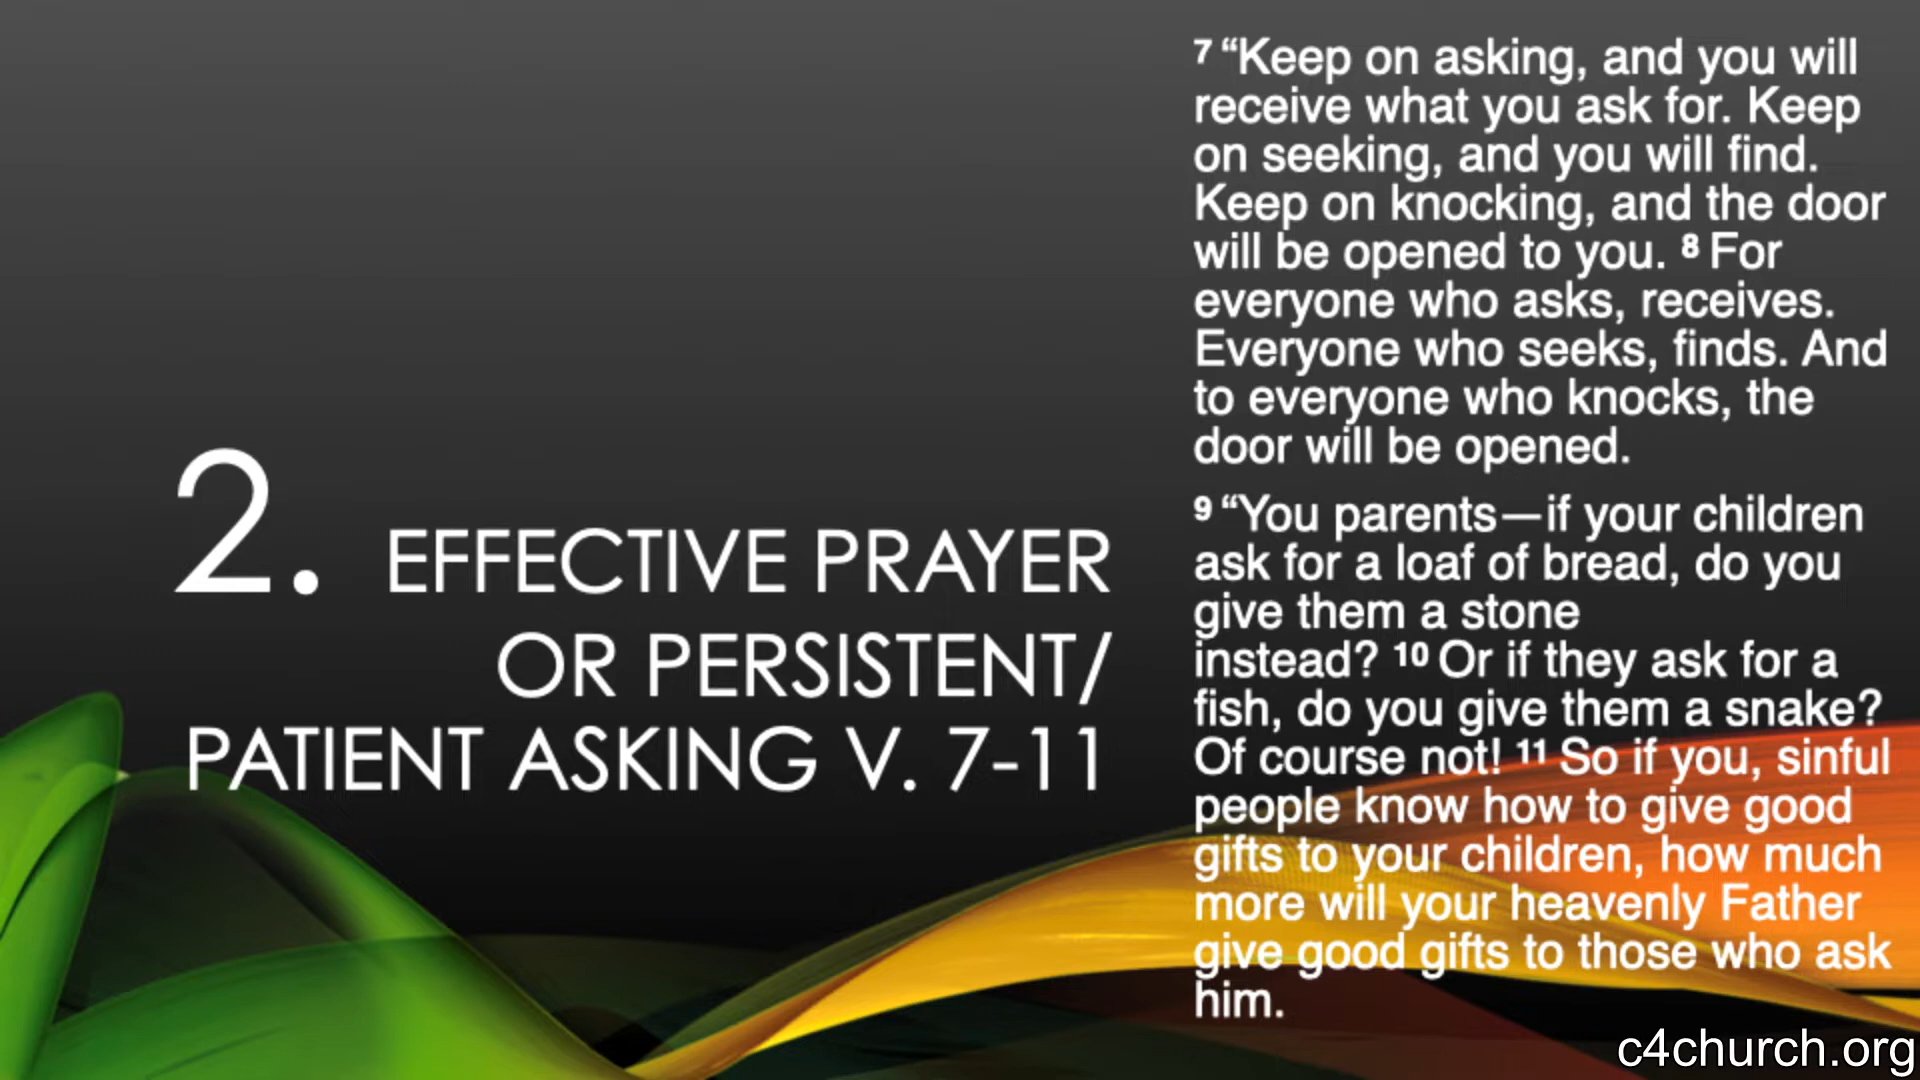 2. EFFECTIVE PRAYER
OR PERSISTENT/
PATIENT ASKING V. 7-11
7 “Keep on asking, and you will
receive what you ask for. Keep
on seeking, and you will find.
Keep on knocking, and the door
will be opened to you. 8 For
everyone who asks, receives.
Everyone who seeks, finds. And
to everyone who knocks, the
door will be opened.
9 “You parents—if your children
ask for a loaf of bread, do you
give them a stone
instead? 10 Or if they ask for a
fish, do you give them a snake?
Of course not! 11 So if you, sinful
people know how to give good
gifts to your children, how much
more will your heavenly Father
give good gifts to those who ask
him.
c4church.org